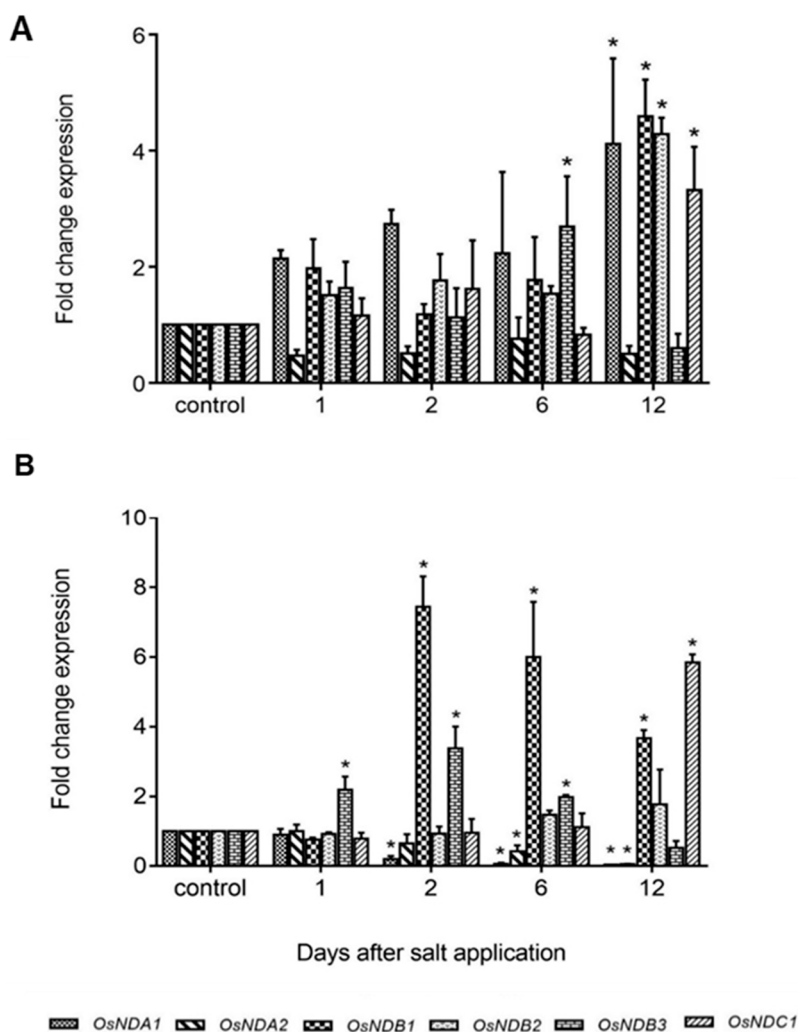 A
Fold change expression
6
4
2
0
* * * * *
control 1 2 6 12
B
Fold change expression
10
8
6
4
2
0
* * * * * * * * * * *
control 1 2 6 12
Days after salt application
OsNDA1 OsNDA2 OsNDB1 OsNDB2 OsNDB3 OsNDC1